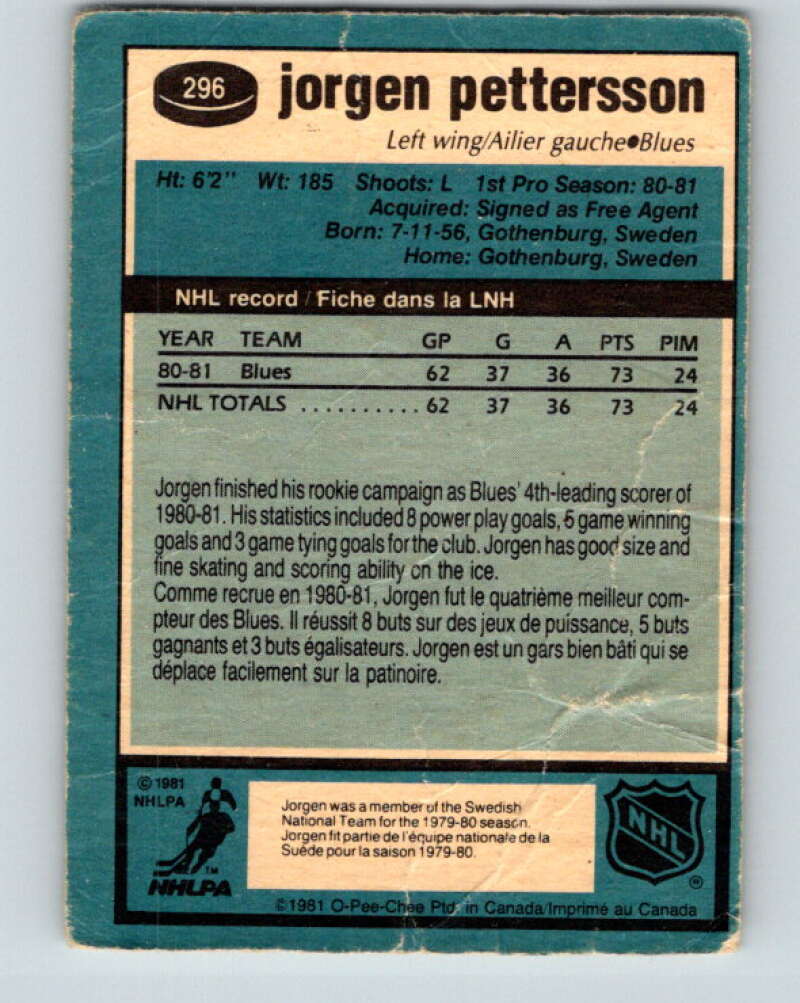 296 jorgen pettersson
Left wing/Ailier gauche●Blues
Ht: 6'2" Wt: 185 Shoots: L 1st Pro Season: 80-81
Acquired: Signed as Free Agent
Born: 7-11-56, Gothenburg, Sweden
Home: Gothenburg, Sweden
NHL record / Fiche dans la LNH
YEAR TEAM GP G A PTS PIM
80-81 Blues 62 37 36 73 24
NHL TOTALS .......... 62 37 36 73 24
Jorgen finished his rookie campaign as Blues' 4th-leading scorer of
1980-81. His statistics included 8 power play goals, 5 game winning
goals and 3 game tying goals for the club. Jorgen has good size and
fine skating and scoring ability on the ice.
Comme recrue en 1980-81, Jorgen fut le quatrième meilleur com-
pteur des Blues. Il réussit 8 buts sur des jeux de puissance, 5 buts
gagnants et 3 buts égalisateurs. Jorgen est un gars bien bâti qui se
déplace facilement sur la patinoire.
© 1981
NHLPA
TM
NHLPA
Jorgen was a member of the Swedish
National Team for the 1979-80 season.
Jorgen fit partie de l'équipe nationale de la
Suède pour la saison 1979-80.
NHL
®
© 1981 O-Pee-Chee Ptd. in Canada/Imprimé au Canada